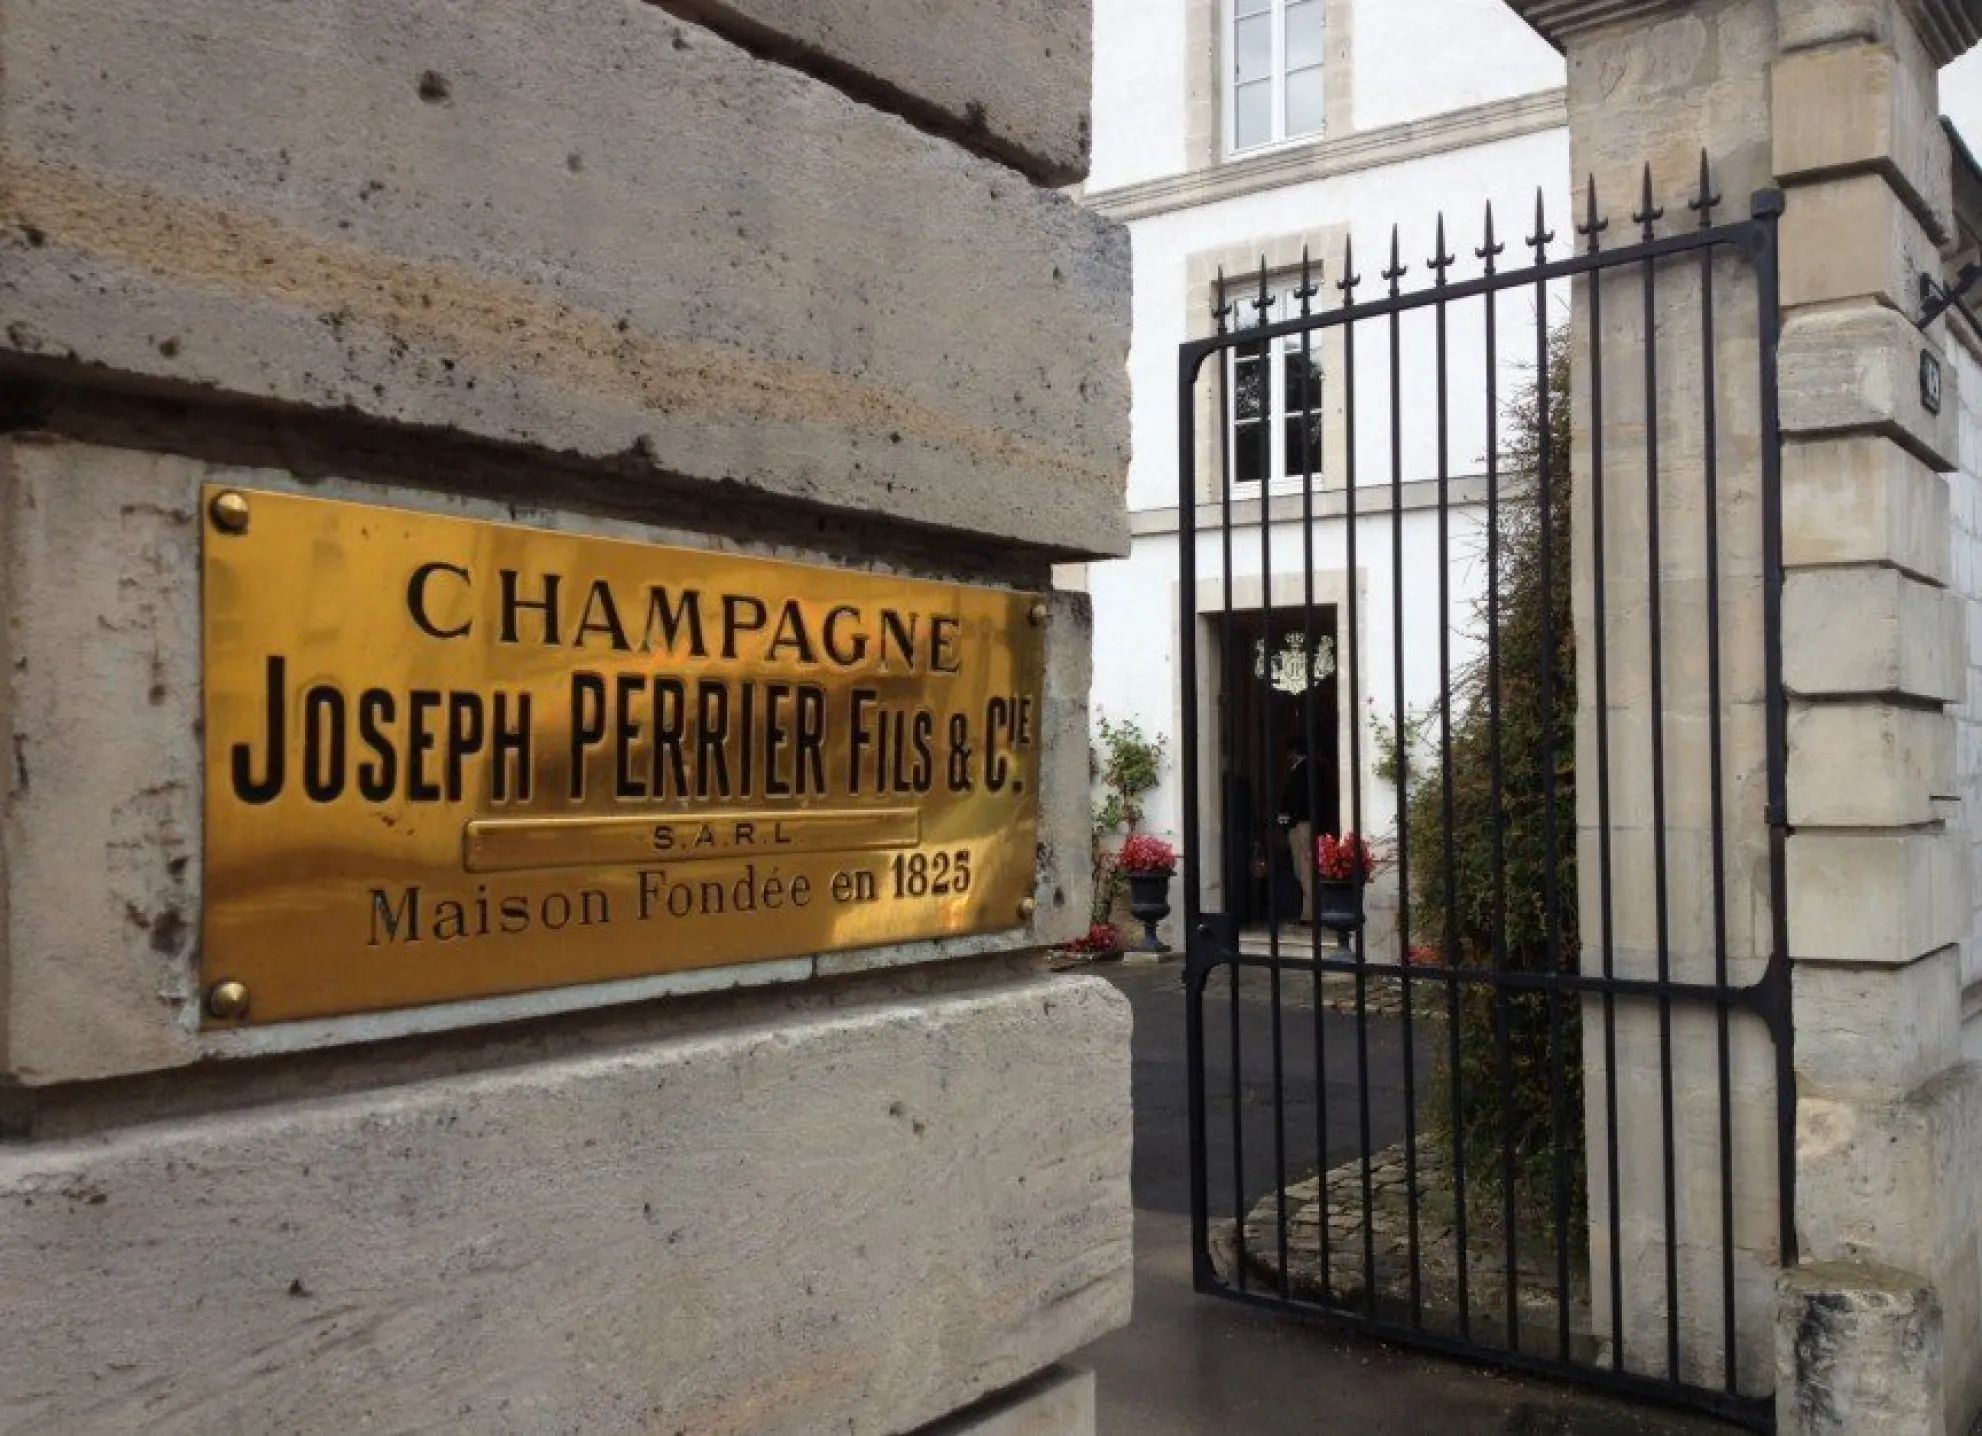 CHAMPAGNE
JOSEPH PERRIER FILS & CIE.
S.A.R.L.
Maison Fondée en 1825